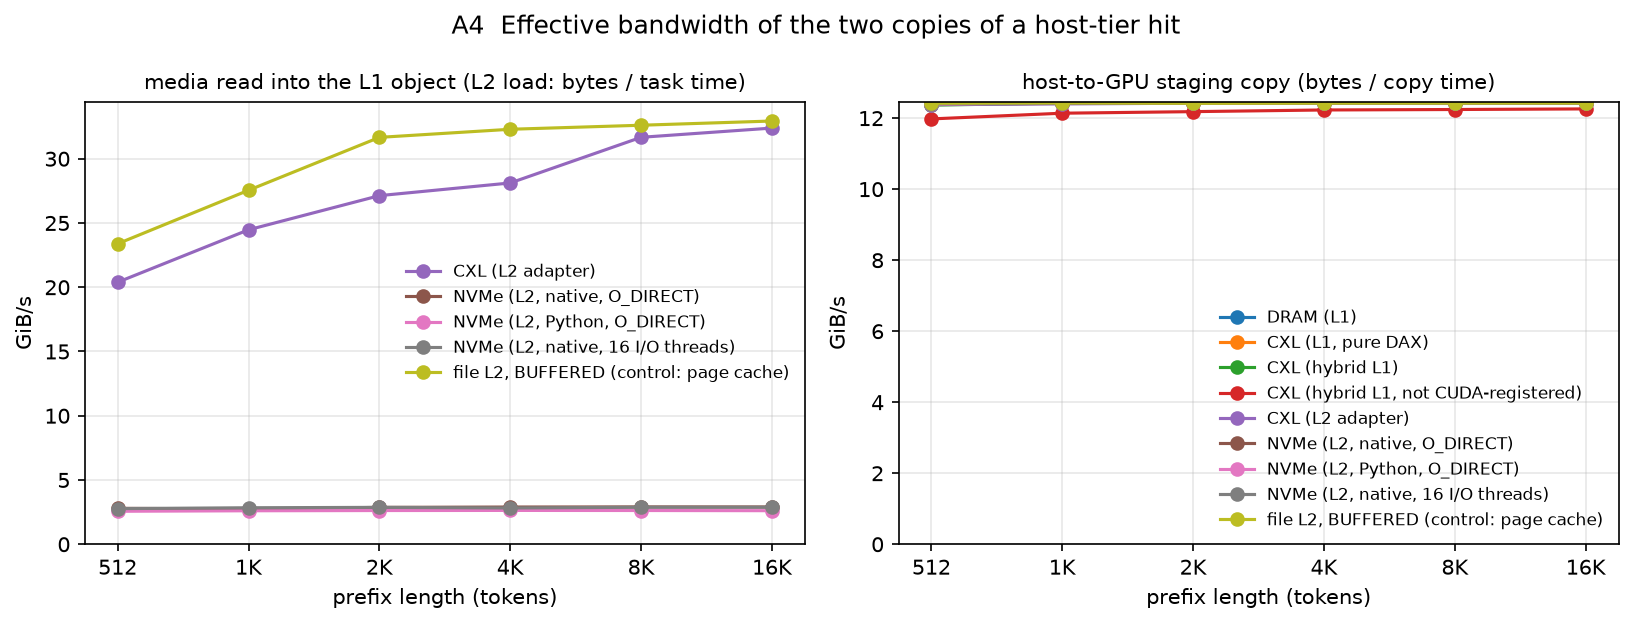 A4  Effective bandwidth of the two copies of a host-tier hit
media read into the L1 object (L2 load: bytes / task time)
GiB/s
30
25
20
15
10
5
0
CXL (L2 adapter)
NVMe (L2, native, O_DIRECT)
NVMe (L2, Python, O_DIRECT)
NVMe (L2, native, 16 I/O threads)
file L2, BUFFERED (control: page cache)
512 1K 2K 4K 8K 16K
prefix length (tokens)
host-to-GPU staging copy (bytes / copy time)
GiB/s
12
10
8
6
4
2
0
DRAM (L1)
CXL (L1, pure DAX)
CXL (hybrid L1)
CXL (hybrid L1, not CUDA-registered)
CXL (L2 adapter)
NVMe (L2, native, O_DIRECT)
NVMe (L2, Python, O_DIRECT)
NVMe (L2, native, 16 I/O threads)
file L2, BUFFERED (control: page cache)
512 1K 2K 4K 8K 16K
prefix length (tokens)